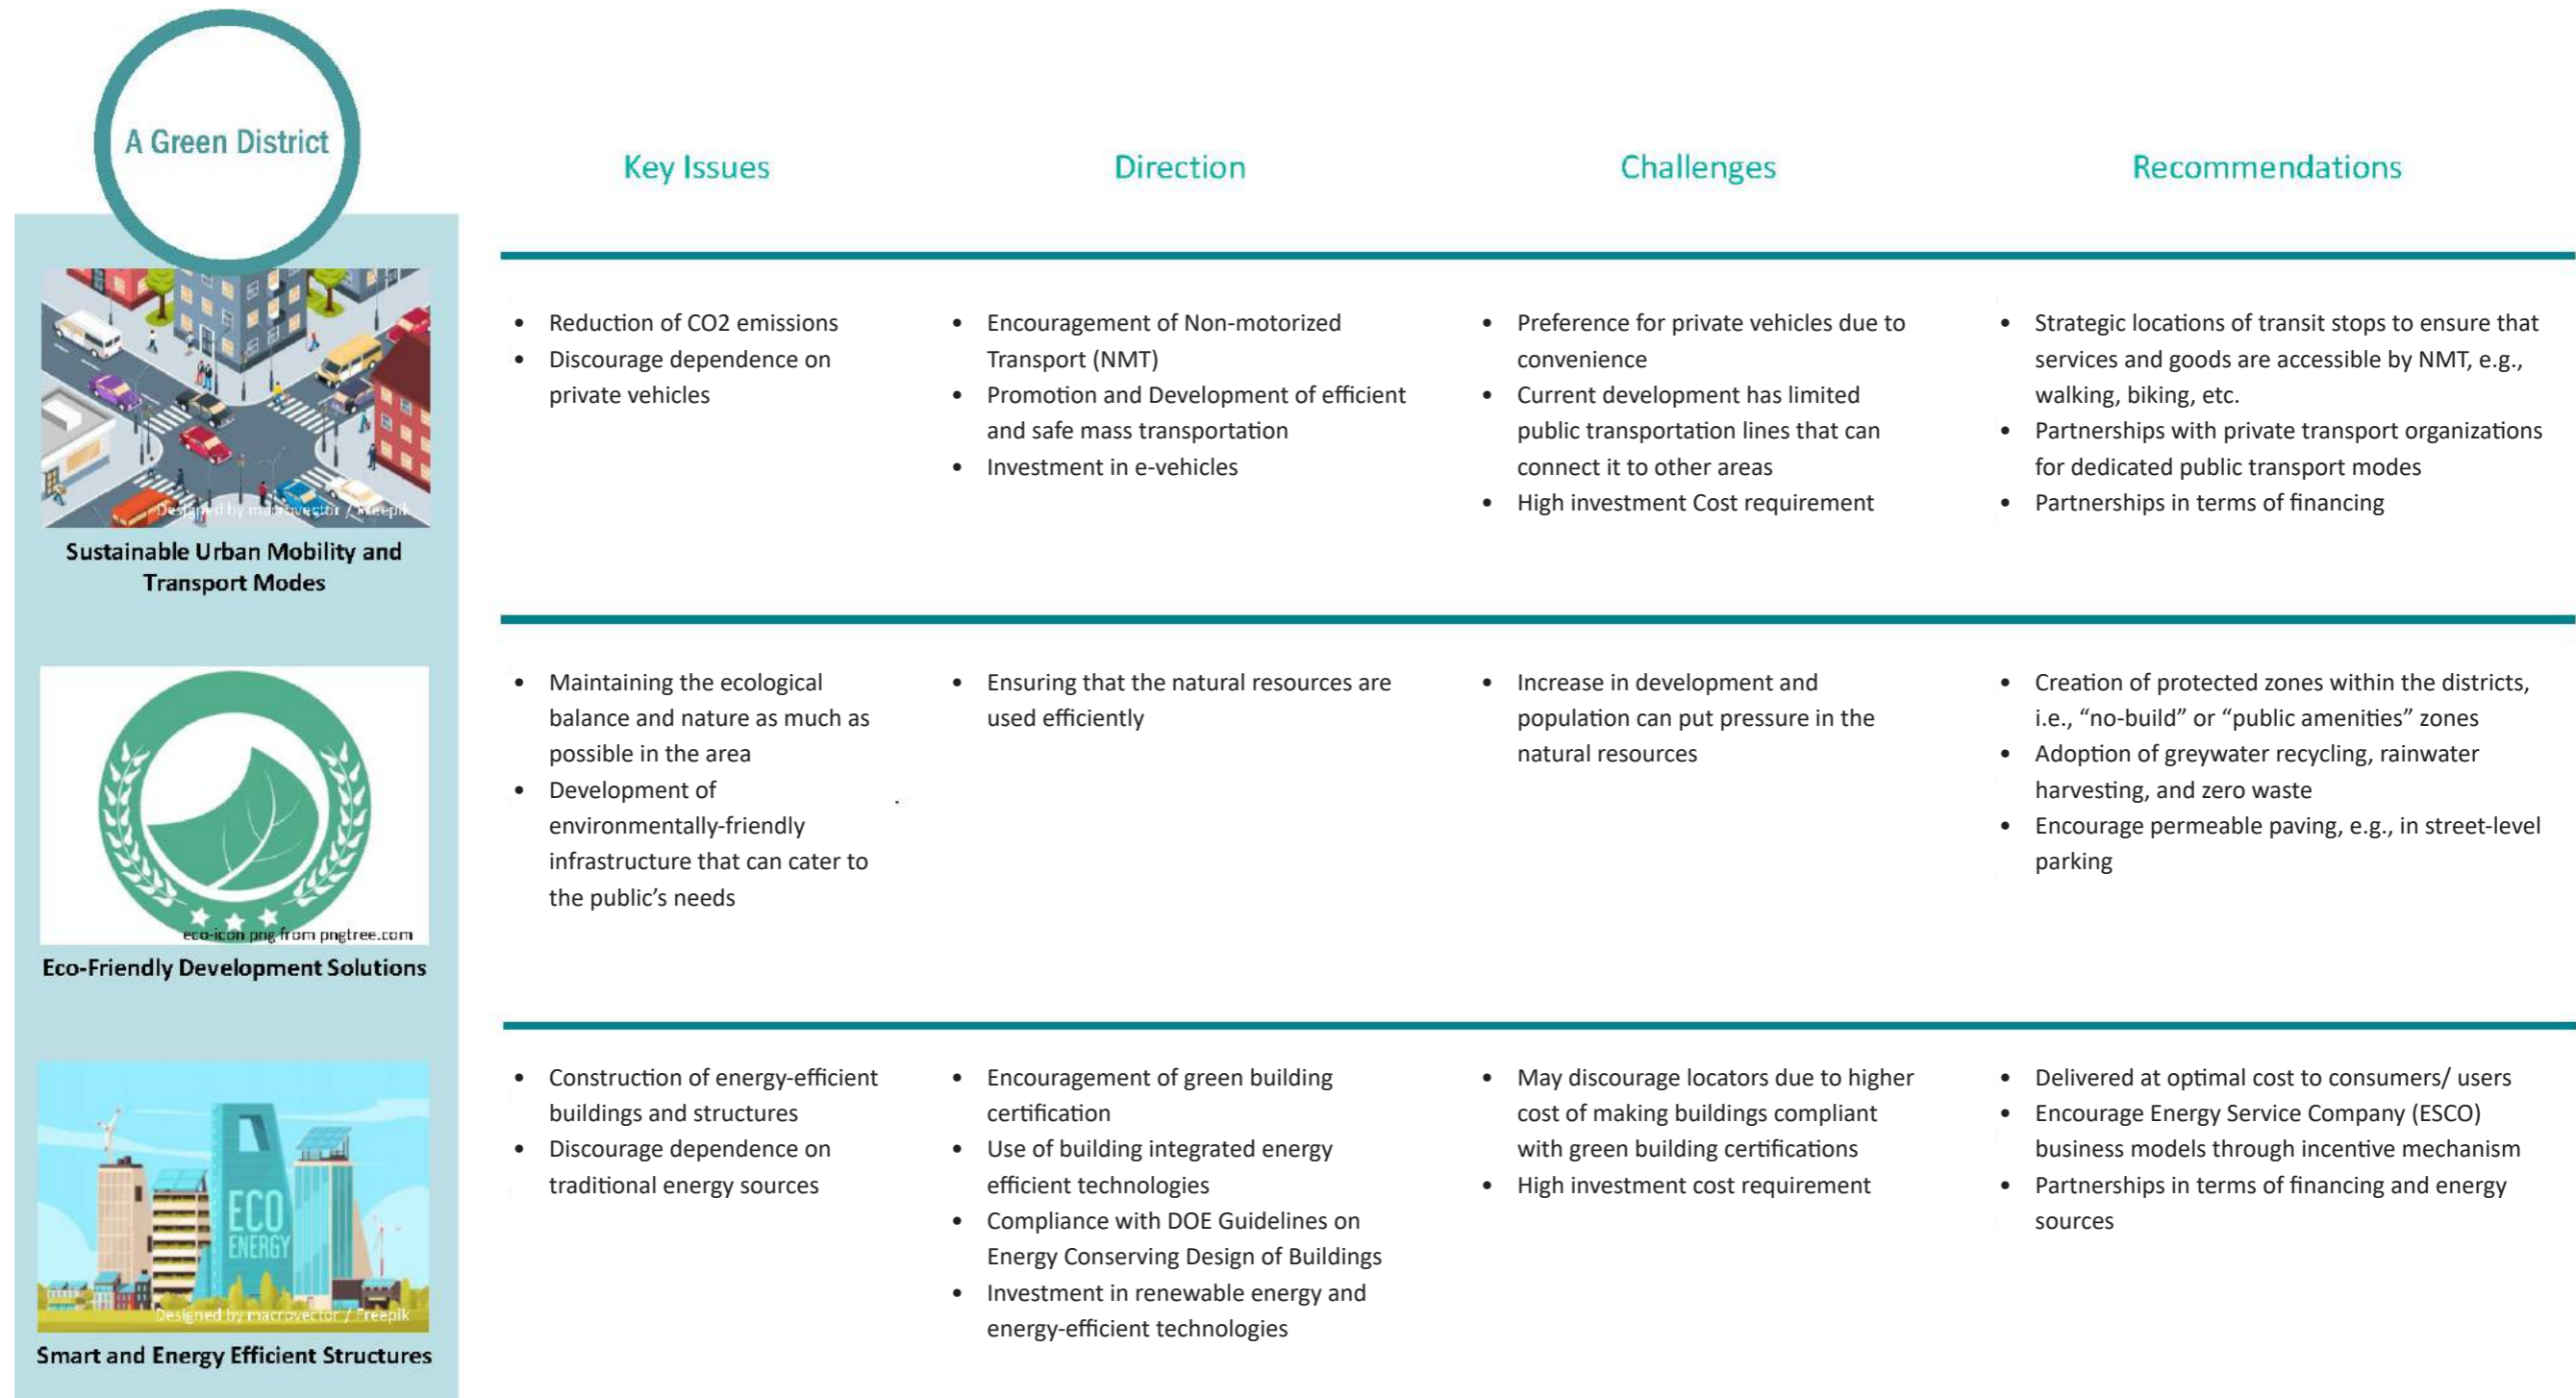 A Green District
Key Issues
Direction
Challenges
Recommendations
Designed by macrovector / Freepik
Sustainable Urban Mobility and
Transport Modes
• Reduction of CO2 emissions
• Discourage dependence on
private vehicles
• Encouragement of Non-motorized
Transport (NMT)
• Promotion and Development of efficient
and safe mass transportation
• Investment in e-vehicles
• Preference for private vehicles due to
convenience
• Current development has limited
public transportation lines that can
connect it to other areas
• High investment Cost requirement
• Strategic locations of transit stops to ensure that
services and goods are accessible by NMT, e.g.,
walking, biking, etc.
• Partnerships with private transport organizations
for dedicated public transport modes
• Partnerships in terms of financing
eco-icon png from pngtree.com
Eco-Friendly Development Solutions
• Maintaining the ecological
balance and nature as much as
possible in the area
• Development of
environmentally-friendly
infrastructure that can cater to
the public’s needs
• Ensuring that the natural resources are
used efficiently
• Increase in development and
population can put pressure in the
natural resources
• Creation of protected zones within the districts,
i.e., “no-build” or “public amenities” zones
• Adoption of greywater recycling, rainwater
harvesting, and zero waste
• Encourage permeable paving, e.g., in street-level
parking
ECO
ENERGY
Designed by macrovector / Freepik
Smart and Energy Efficient Structures
• Construction of energy-efficient
buildings and structures
• Discourage dependence on
traditional energy sources
• Encouragement of green building
certification
• Use of building integrated energy
efficient technologies
• Compliance with DOE Guidelines on
Energy Conserving Design of Buildings
• Investment in renewable energy and
energy-efficient technologies
• May discourage locators due to higher
cost of making buildings compliant
with green building certifications
• High investment cost requirement
• Delivered at optimal cost to consumers/ users
• Encourage Energy Service Company (ESCO)
business models through incentive mechanism
• Partnerships in terms of financing and energy
sources